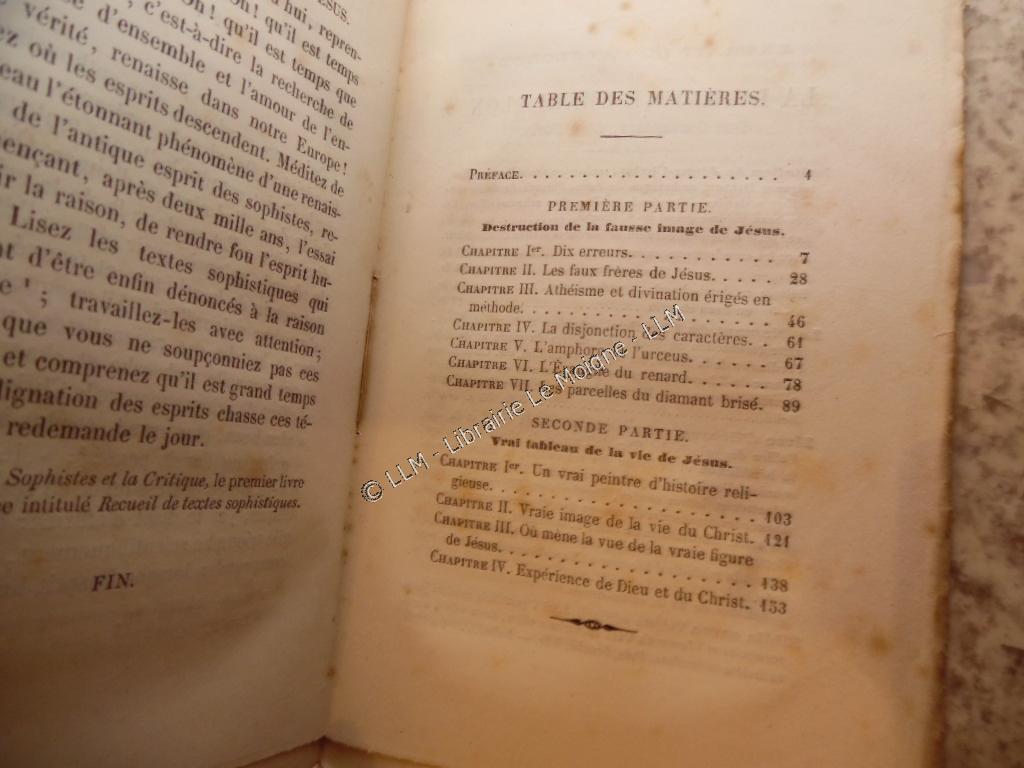 JESUS.
hui, repren-
on! qu'il est temps
, c'est-à-dire la recherche de
d'ensemble et l'amour de l'en-
vérité, renaisse dans notre Europe!
ez où les esprits descendent. Méditez de
eau l'étonnant phénomène d'une renais-
de l'antique esprit des sophistes, re-
ençant, après deux mille ans, l'essai
ir la raison, de rendre fou l'esprit hu-
Lisez les textes sophistiques qui
t d'être enfin dénoncés à la raison
e ¹; travaillez-les avec attention;
que vous ne soupçonniez pas ces
et comprenez qu'il est grand temps
dignation des esprits chasse ces té-
redemande le jour.
Sophistes et la Critique, le premier livre
e intitulé Recueil de textes sophistiques.
FIN.
TABLE DES MATIÈRES.
PRÉFACE. . . . . . . . . . . . . . . . . . . . 1
PREMIÈRE PARTIE.
Destruction de la fausse image de Jésus.
CHAPITRE Ier. Dix erreurs. . . . . . . . . . . . 7
CHAPITRE II. Les faux frères de Jésus. . . . . . 28
CHAPITRE III. Athéisme et divination érigés en
méthode. . . . . . . . . . . . . . . . . . 46
CHAPITRE IV. La disjonction des caractères. . 61
CHAPITRE V. L'amphore et l'urceus. . . . . . . 67
CHAPITRE VI. du renard. . . . . . 78
CHAPITRE VII. Les parcelles du diamant brisé. 89
SECONDE PARTIE.
Vrai tableau de la vie de Jésus.
CHAPITRE Ier. Un vrai peintre d'histoire reli-
gieuse. . . . . . . . . . . . . . . . . . 103
CHAPITRE II. Vraie image de la vie du Christ. 121
CHAPITRE III. Où mène la vue de la vraie figure
de Jésus. . . . . . . . . . . . . . . . . . 138
CHAPITRE IV. Expérience de Dieu et du Christ. 153
© LLM - Librairie Le Moigne - LLM